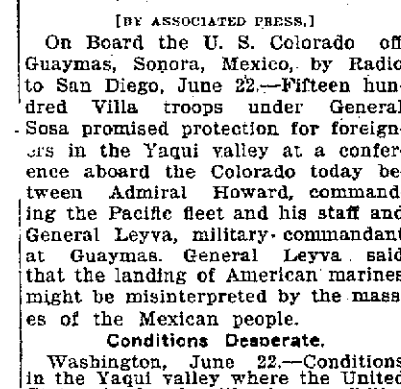 [BY ASSOCIATED PRESS,]
On Board the U. S. Colorado off
Guaymas, Sonora, Mexico, by Radio
to San Diego, June 22.—Fifteen hun-
dred Villa troops under General
Sosa promised protection for foreign-
ers in the Yaqui valley at a confer-
ence aboard the Colorado today be-
tween Admiral Howard, command-
ing the Pacific fleet and his staff and
General Leyva, military commandant
at Guaymas. General Leyva said
that the landing of American marines
might be misinterpreted by the mass-
es of the Mexican people.
Conditions Desperate.
Washington, June 22.—Conditions
in the Yaqui valley where the United